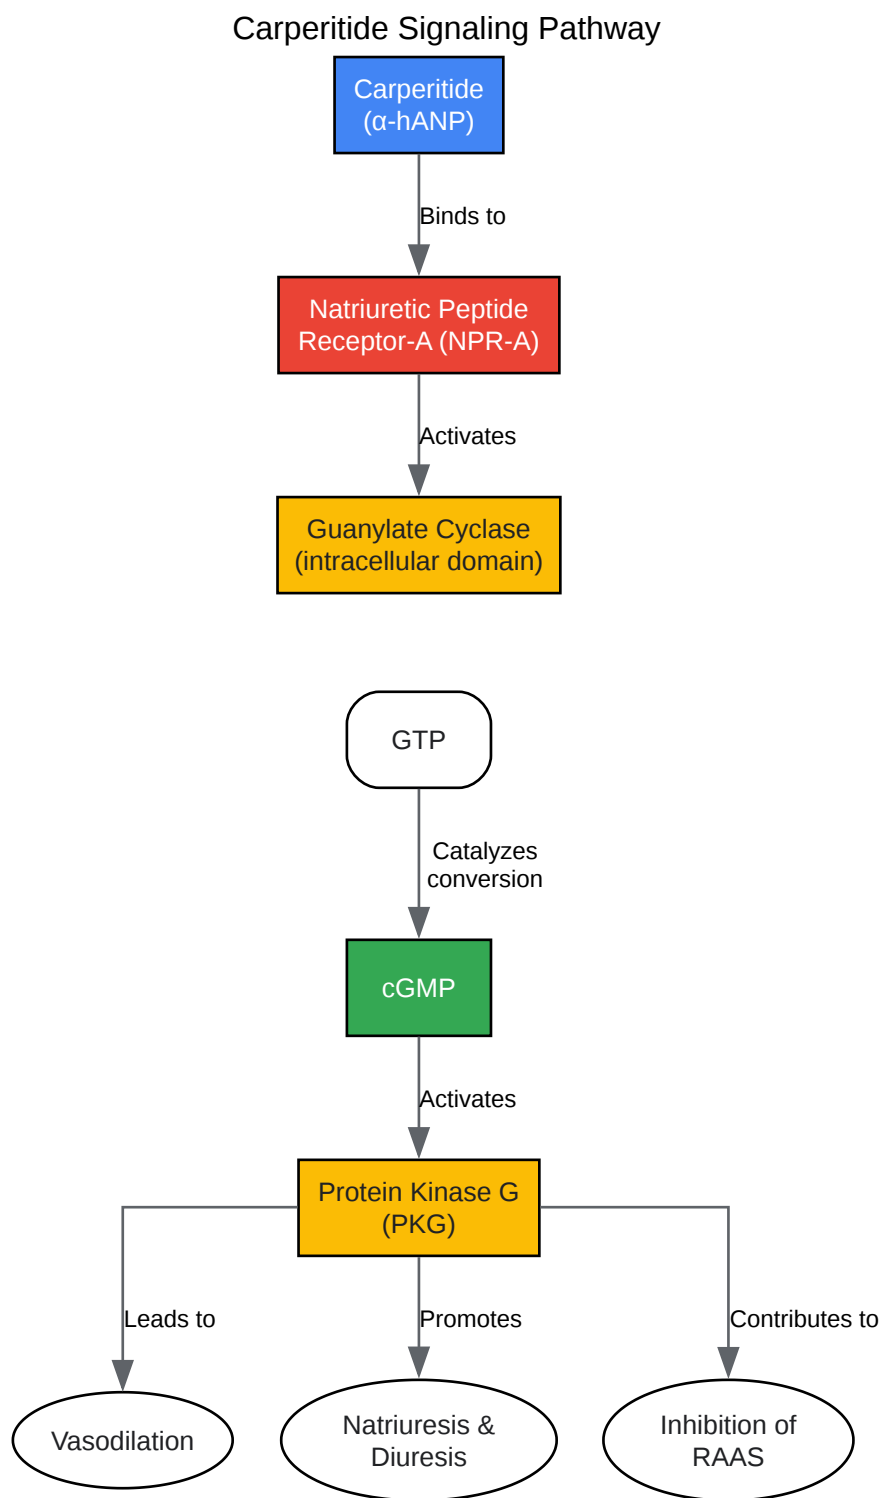 Carperitide Signaling Pathway
Carperitide
(α-hANP)
Binds to
Natriuretic Peptide
Receptor-A (NPR-A)
Activates
Guanylate Cyclase
(intracellular domain)
GTP
Catalyzes
conversion
cGMP
Activates
Protein Kinase G
(PKG)
Leads to
Promotes
Contributes to
Vasodilation
Natriuresis &
Diuresis
Inhibition of
RAAS